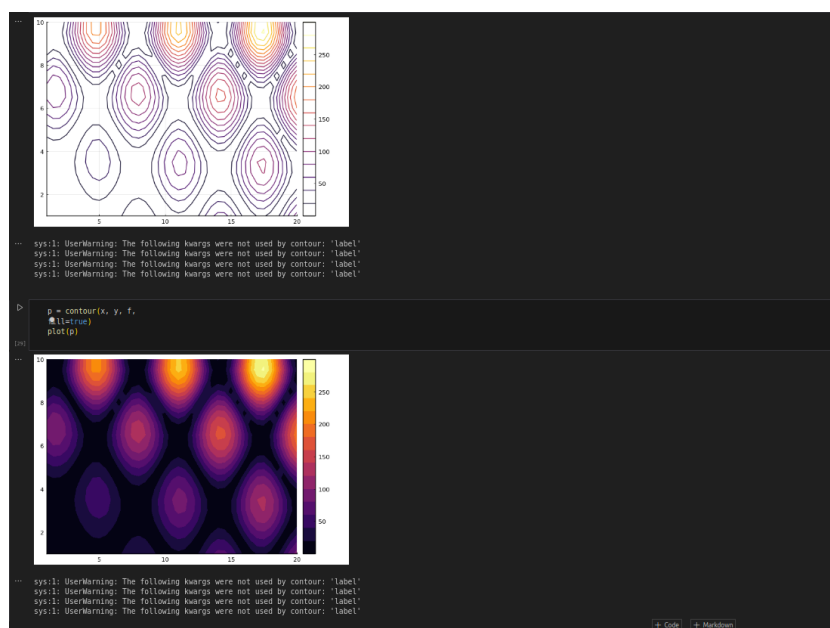 ...
10
8
6
4
2
5
10
15
20
250
200
150
100
50
... sys:1: UserWarning: The following kwargs were not used by contour: 'label'
sys:1: UserWarning: The following kwargs were not used by contour: 'label'
sys:1: UserWarning: The following kwargs were not used by contour: 'label'
sys:1: UserWarning: The following kwargs were not used by contour: 'label'
p = contour(x, y, f,
ll=true)
plot(p)
...
10
8
6
4
2
5
10
15
20
250
200
150
100
50
... sys:1: UserWarning: The following kwargs were not used by contour: 'label'
sys:1: UserWarning: The following kwargs were not used by contour: 'label'
sys:1: UserWarning: The following kwargs were not used by contour: 'label'
sys:1: UserWarning: The following kwargs were not used by contour: 'label'
+ Code + Markdown